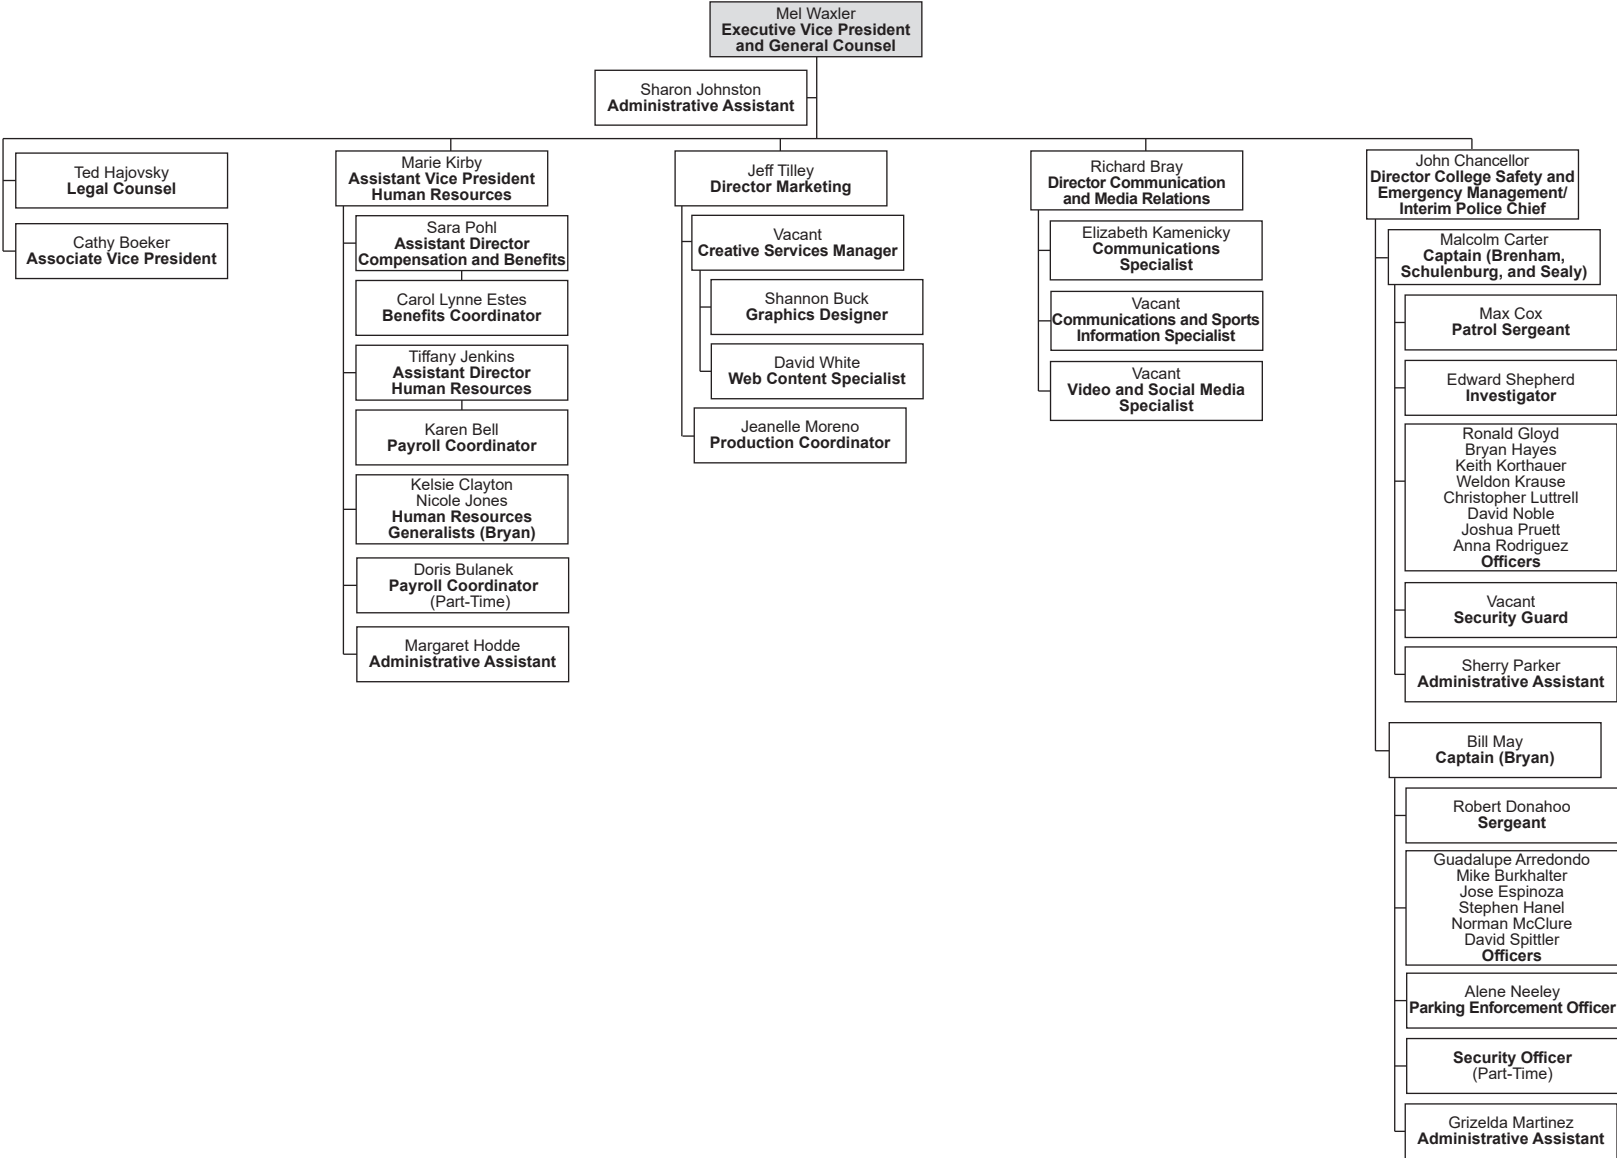 Mel Waxler
Executive Vice President
and General Counsel
Sharon Johnston
Administrative Assistant
Ted Hajovsky
Legal Counsel
Cathy Boeker
Associate Vice President
Marie Kirby
Assistant Vice President
Human Resources
Sara Pohl
Assistant Director
Compensation and Benefits
Carol Lynne Estes
Benefits Coordinator
Tiffany Jenkins
Assistant Director
Human Resources
Karen Bell
Payroll Coordinator
Kelsie Clayton
Nicole Jones
Human Resources
Generalists (Bryan)
Doris Bulanek
Payroll Coordinator
(Part-Time)
Margaret Hodde
Administrative Assistant
Jeff Tilley
Director Marketing
Vacant
Creative Services Manager
Shannon Buck
Graphics Designer
David White
Web Content Specialist
Jeanelle Moreno
Production Coordinator
Richard Bray
Director Communication
and Media Relations
Elizabeth Kamenicky
Communications
Specialist
Vacant
Communications and Sports
Information Specialist
Vacant
Video and Social Media
Specialist
John Chancellor
Director College Safety and
Emergency Management/
Interim Police Chief
Malcolm Carter
Captain (Brenham,
Schulenburg, and Sealy)
Max Cox
Patrol Sergeant
Edward Shepherd
Investigator
Ronald Gloyd
Bryan Hayes
Keith Korthauer
Weldon Krause
Christopher Luttrell
David Noble
Joshua Pruett
Anna Rodriguez
Officers
Vacant
Security Guard
Sherry Parker
Administrative Assistant
Bill May
Captain (Bryan)
Robert Donahoo
Sergeant
Guadalupe Arredondo
Mike Burkhalter
Jose Espinoza
Stephen Hanel
Norman McClure
David Spittler
Officers
Alene Neeley
Parking Enforcement Officer
Security Officer
(Part-Time)
Grizelda Martinez
Administrative Assistant